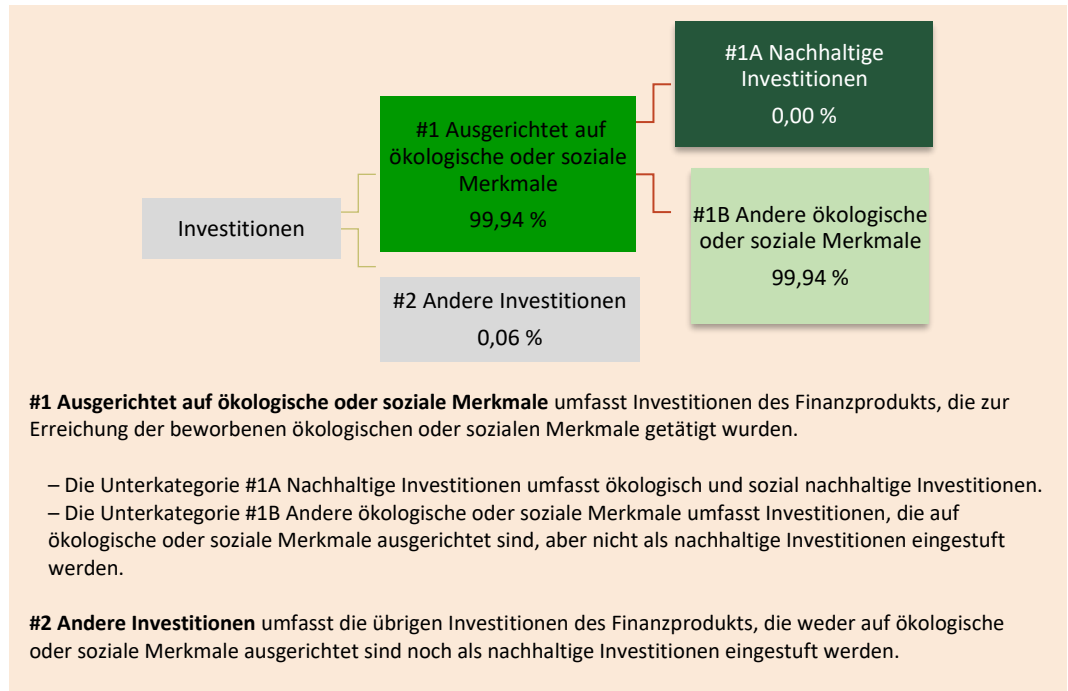 #1A Nachhaltige
Investitionen
0,00 %
#1 Ausgerichtet auf
ökologische oder soziale
Merkmale
99,94 %
Investitionen
#1B Andere ökologische
oder soziale Merkmale
99,94 %
#2 Andere Investitionen
0,06 %
#1 Ausgerichtet auf ökologische oder soziale Merkmale umfasst Investitionen des Finanzprodukts, die zur
Erreichung der beworbenen ökologischen oder sozialen Merkmale getätigt wurden.
– Die Unterkategorie #1A Nachhaltige Investitionen umfasst ökologisch und sozial nachhaltige Investitionen.
– Die Unterkategorie #1B Andere ökologische oder soziale Merkmale umfasst Investitionen, die auf
ökologische oder soziale Merkmale ausgerichtet sind, aber nicht als nachhaltige Investitionen eingestuft
werden.
#2 Andere Investitionen umfasst die übrigen Investitionen des Finanzprodukts, die weder auf ökologische
oder soziale Merkmale ausgerichtet sind noch als nachhaltige Investitionen eingestuft werden.